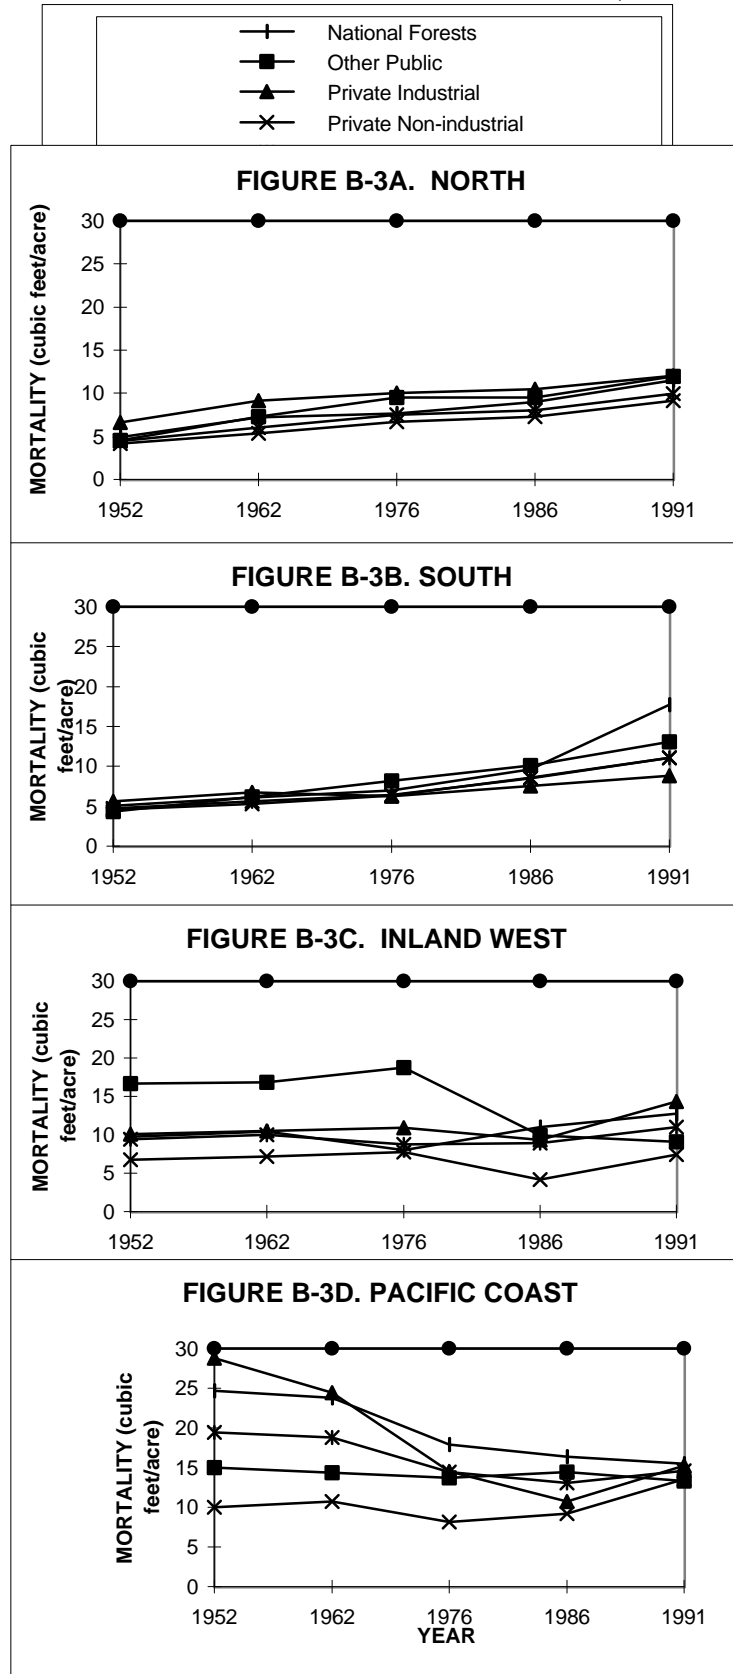 National Forests
Other Public
Private Industrial
Private Non-industrial
FIGURE B-3A. NORTH
MORTALITY (cubic feet/acre)
30
25
20
15
10
5
0
1952 1962 1976 1986 1991
FIGURE B-3B. SOUTH
MORTALITY (cubic
feet/acre)
30
25
20
15
10
5
0
1952 1962 1976 1986 1991
FIGURE B-3C. INLAND WEST
MORTALITY (cubic
feet/acre)
30
25
20
15
10
5
0
1952 1962 1976 1986 1991
FIGURE B-3D. PACIFIC COAST
MORTALITY (cubic
feet/acre)
30
25
20
15
10
5
0
1952 1962 1976 1986 1991
YEAR